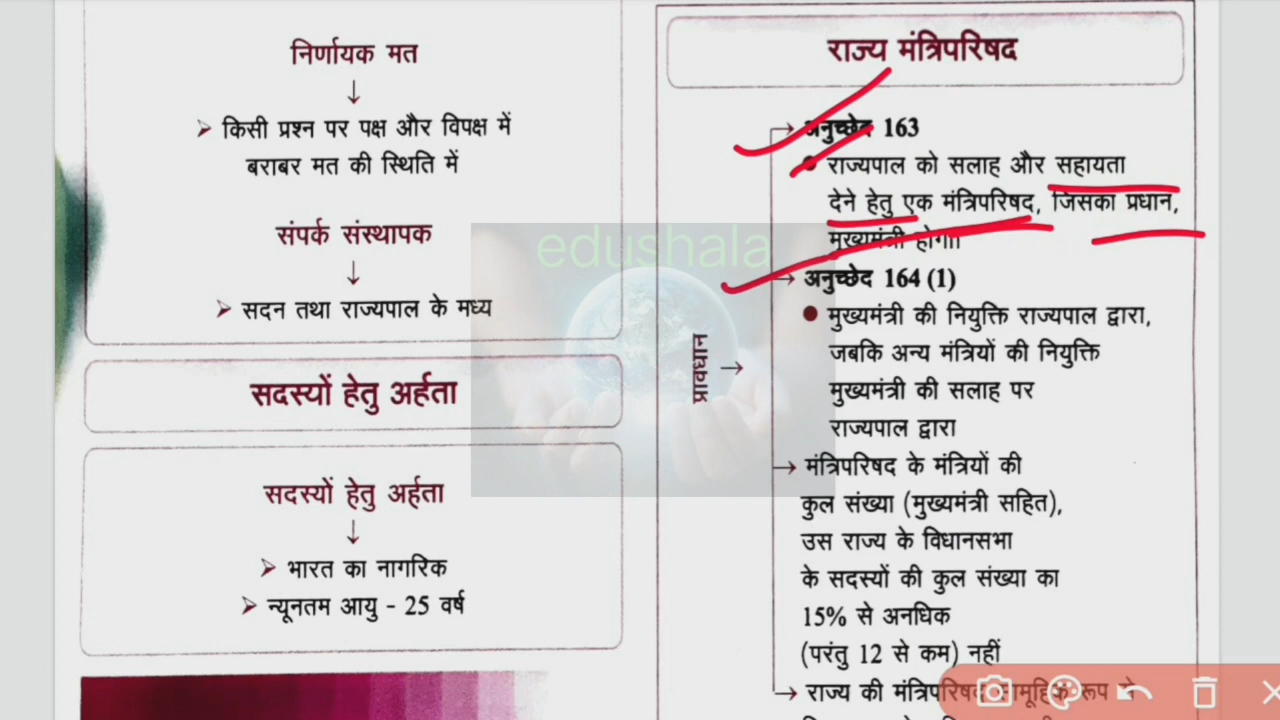 निर्णायक मत
↓
➢ किसी प्रश्न पर पक्ष और विपक्ष में
बराबर मत की स्थिति में
संपर्क संस्थापक
↓
➢ सदन तथा राज्यपाल के मध्य
सदस्यों हेतु अर्हता
सदस्यों हेतु अर्हता
↓
➢ भारत का नागरिक
➢ न्यूनतम आयु - 25 वर्ष
edushala
राज्य मंत्रिपरिषद
प्रावधान →
→ अनुच्छेद 163
● राज्यपाल को सलाह और सहायता
देने हेतु एक मंत्रिपरिषद, जिसका प्रधान,
मुख्यमंत्री होगा।
→ अनुच्छेद 164 (1)
● मुख्यमंत्री की नियुक्ति राज्यपाल द्वारा,
जबकि अन्य मंत्रियों की नियुक्ति
मुख्यमंत्री की सलाह पर
राज्यपाल द्वारा
→ मंत्रिपरिषद के मंत्रियों की
कुल संख्या (मुख्यमंत्री सहित),
उस राज्य के विधानसभा
के सदस्यों की कुल संख्या का
15% से अनधिक
(परंतु 12 से कम) नहीं
→ राज्य की मंत्रिपरिषद सामूहिक रूप से